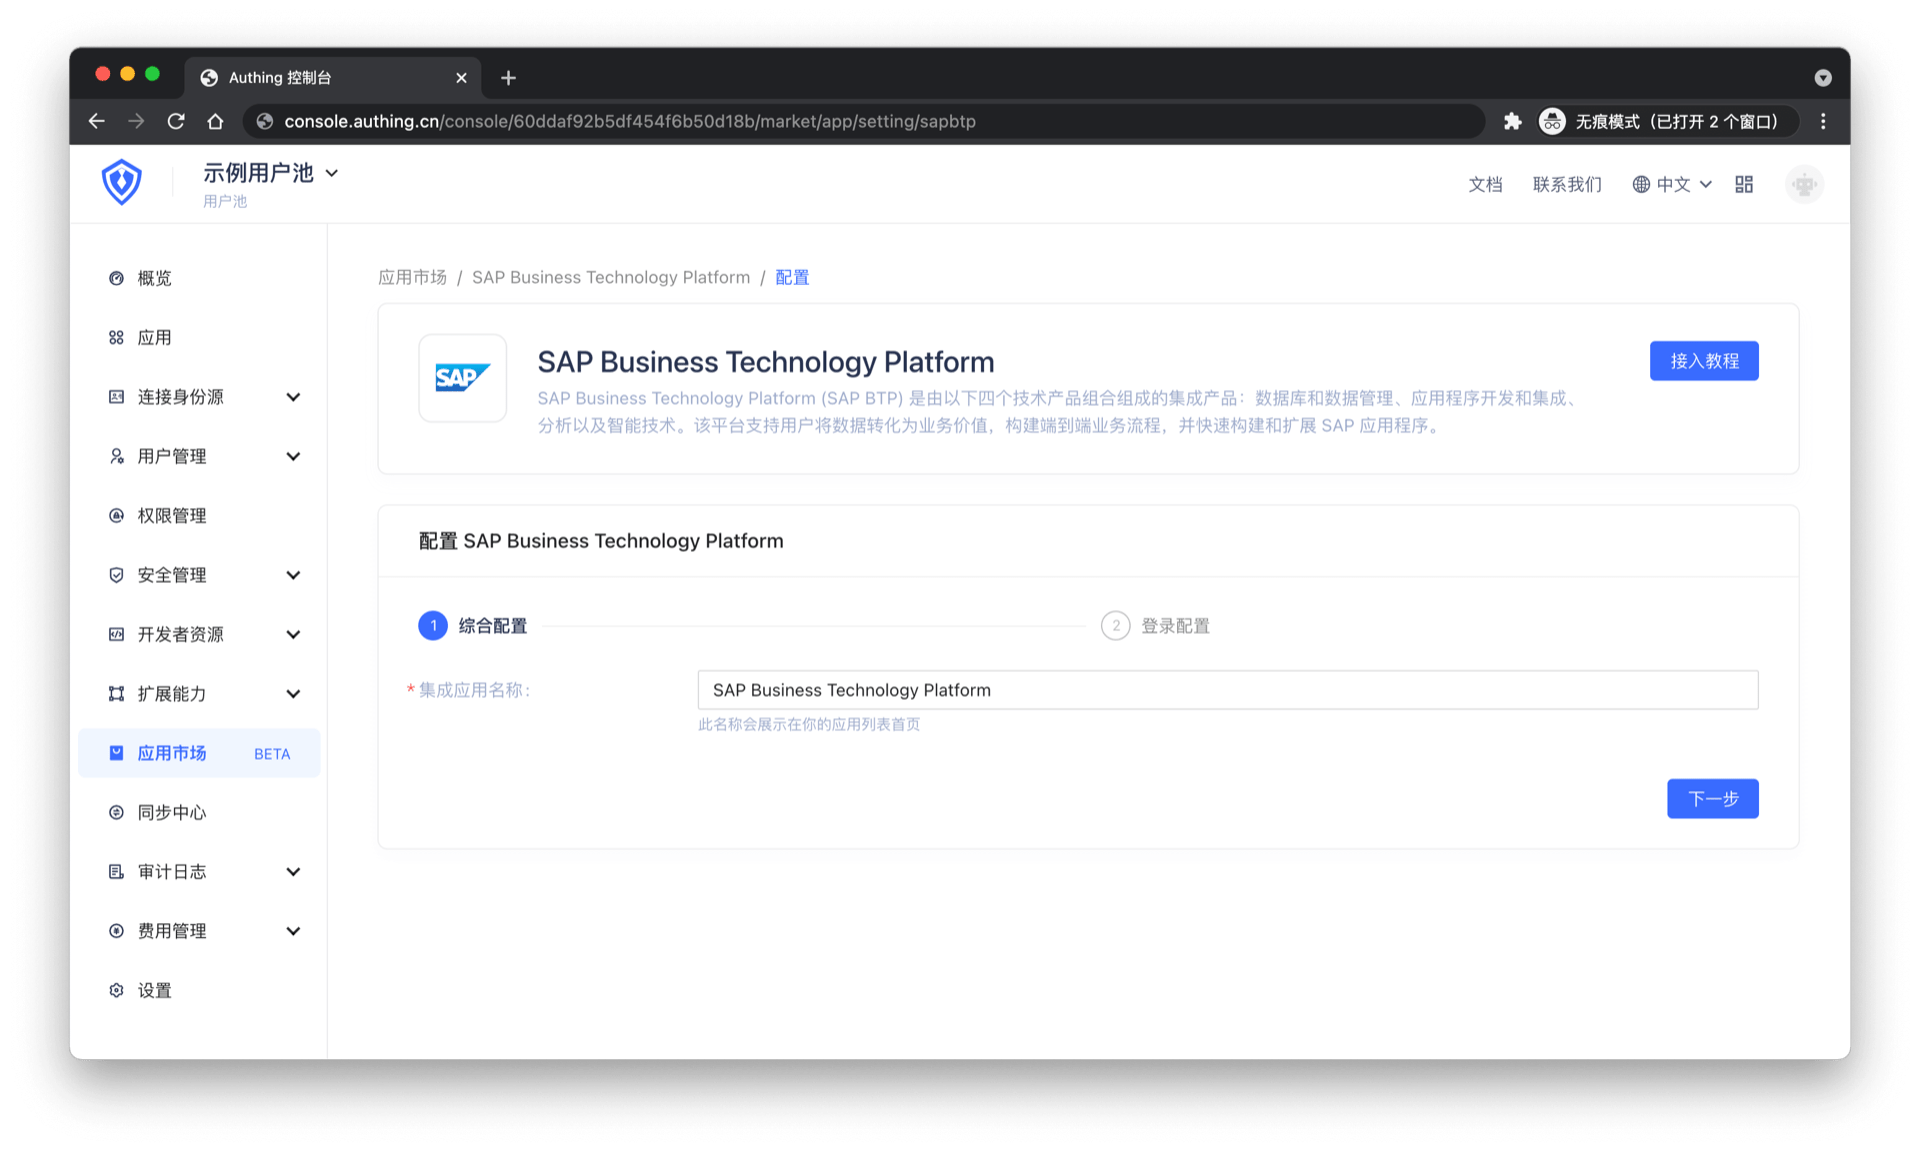 Authing 控制台
console.authing.cn/console/60ddaf92b5df454f6b50d18b/market/app/setting/sapbtp
无痕模式（已打开 2 个窗口）
示例用户池
用户池
文档
联系我们
中文
概览
应用
连接身份源
用户管理
权限管理
安全管理
开发者资源
扩展能力
应用市场 BETA
同步中心
审计日志
费用管理
设置
应用市场 / SAP Business Technology Platform / 配置
SAP
SAP Business Technology Platform
接入教程
SAP Business Technology Platform (SAP BTP) 是由以下四个技术产品组合组成的集成产品：数据库和数据管理、应用程序开发和集成、
分析以及智能技术。该平台支持用户将数据转化为业务价值，构建端到端业务流程，并快速构建和扩展 SAP 应用程序。
配置 SAP Business Technology Platform
1 综合配置
2 登录配置
* 集成应用名称:
SAP Business Technology Platform
此名称会展示在你的应用列表首页
下一步